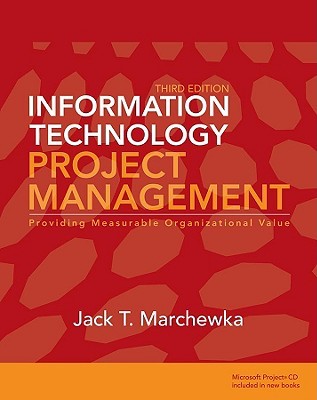 THIRD EDITION
INFORMATION
TECHNOLOGY
PROJECT
MANAGEMENT
Providing Measurable Organizational Value
Jack T. Marchewka
Microsoft Project® CD
included in new books